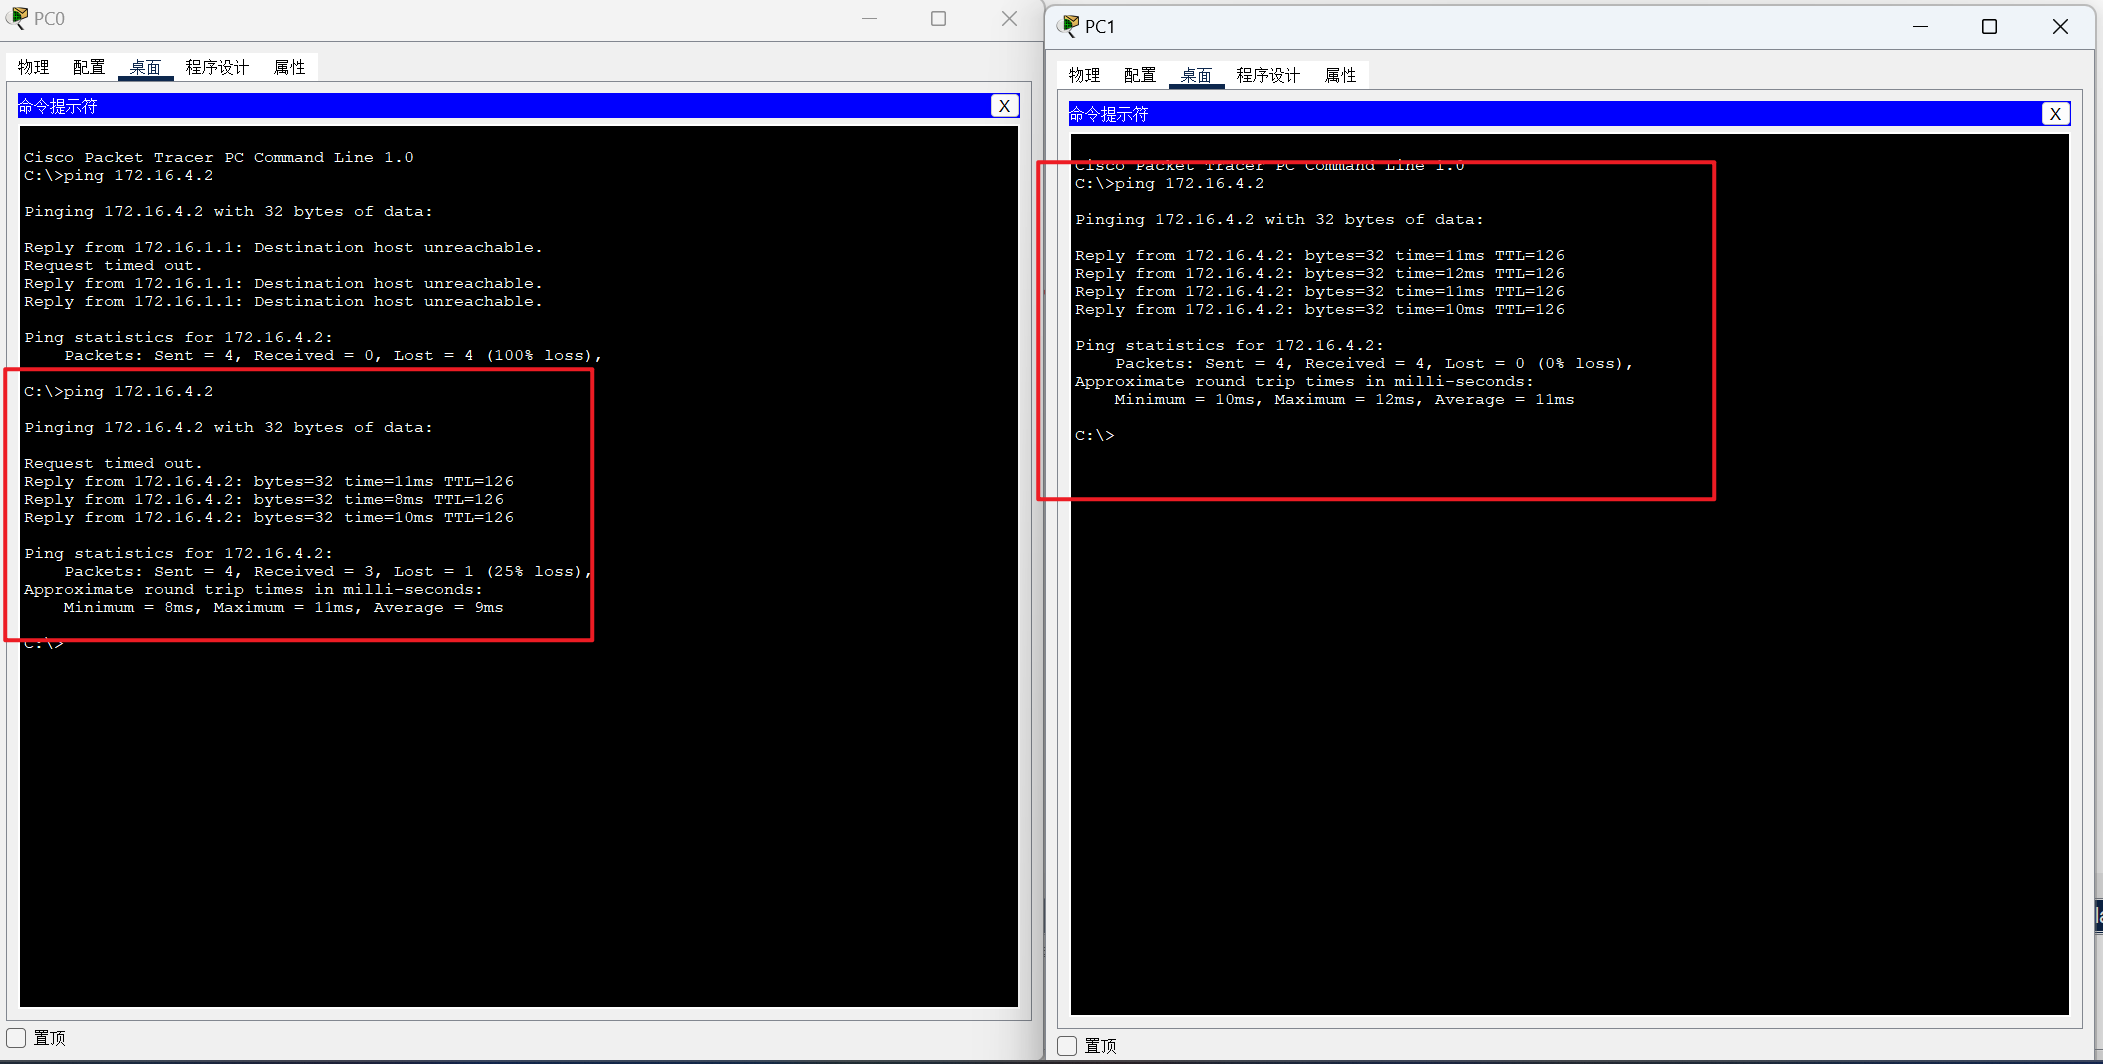 PC0
物理 配置 桌面 程序设计 属性
命令提示符
X
Cisco Packet Tracer PC Command Line 1.0
C:\>ping 172.16.4.2
Pinging 172.16.4.2 with 32 bytes of data:
Reply from 172.16.1.1: Destination host unreachable.
Request timed out.
Reply from 172.16.1.1: Destination host unreachable.
Reply from 172.16.1.1: Destination host unreachable.
Ping statistics for 172.16.4.2:
Packets: Sent = 4, Received = 0, Lost = 4 (100% loss),
C:\>ping 172.16.4.2
Pinging 172.16.4.2 with 32 bytes of data:
Request timed out.
Reply from 172.16.4.2: bytes=32 time=11ms TTL=126
Reply from 172.16.4.2: bytes=32 time=8ms TTL=126
Reply from 172.16.4.2: bytes=32 time=10ms TTL=126
Ping statistics for 172.16.4.2:
Packets: Sent = 4, Received = 3, Lost = 1 (25% loss),
Approximate round trip times in milli-seconds:
Minimum = 8ms, Maximum = 11ms, Average = 9ms
C:\>
置顶
PC1
物理 配置 桌面 程序设计 属性
命令提示符
X
Cisco Packet Tracer PC Command Line 1.0
C:\>ping 172.16.4.2
Pinging 172.16.4.2 with 32 bytes of data:
Reply from 172.16.4.2: bytes=32 time=11ms TTL=126
Reply from 172.16.4.2: bytes=32 time=12ms TTL=126
Reply from 172.16.4.2: bytes=32 time=11ms TTL=126
Reply from 172.16.4.2: bytes=32 time=10ms TTL=126
Ping statistics for 172.16.4.2:
Packets: Sent = 4, Received = 4, Lost = 0 (0% loss),
Approximate round trip times in milli-seconds:
Minimum = 10ms, Maximum = 12ms, Average = 11ms
C:\>
置顶